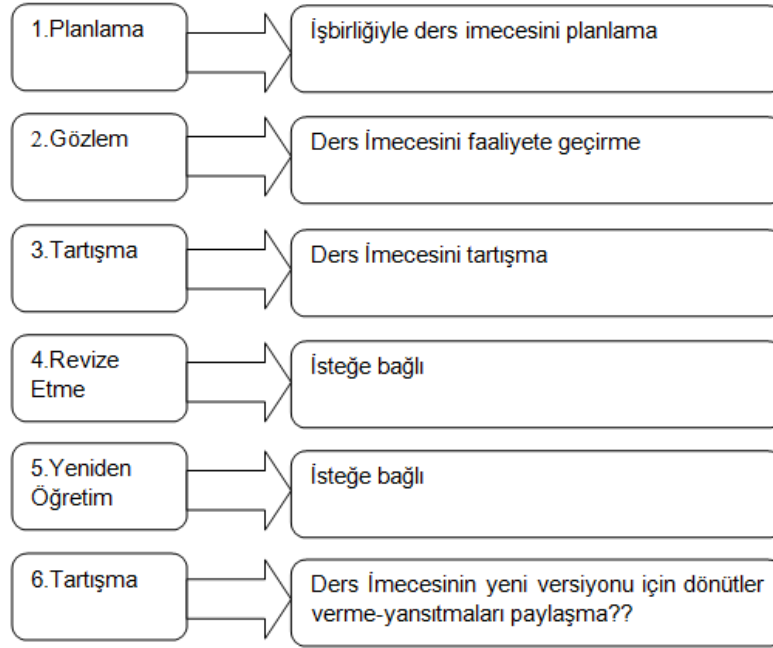 1.Planlama
İşbirliğiyle ders imecesini planlama
2.Gözlem
Ders İmecesini faaliyete geçirme
3.Tartışma
Ders İmecesini tartışma
4.Revize
Etme
İsteğe bağlı
5.Yeniden
Öğretim
İsteğe bağlı
6.Tartışma
Ders İmecesinin yeni versiyonu için dönütler
verme-yansıtmaları paylaşma??